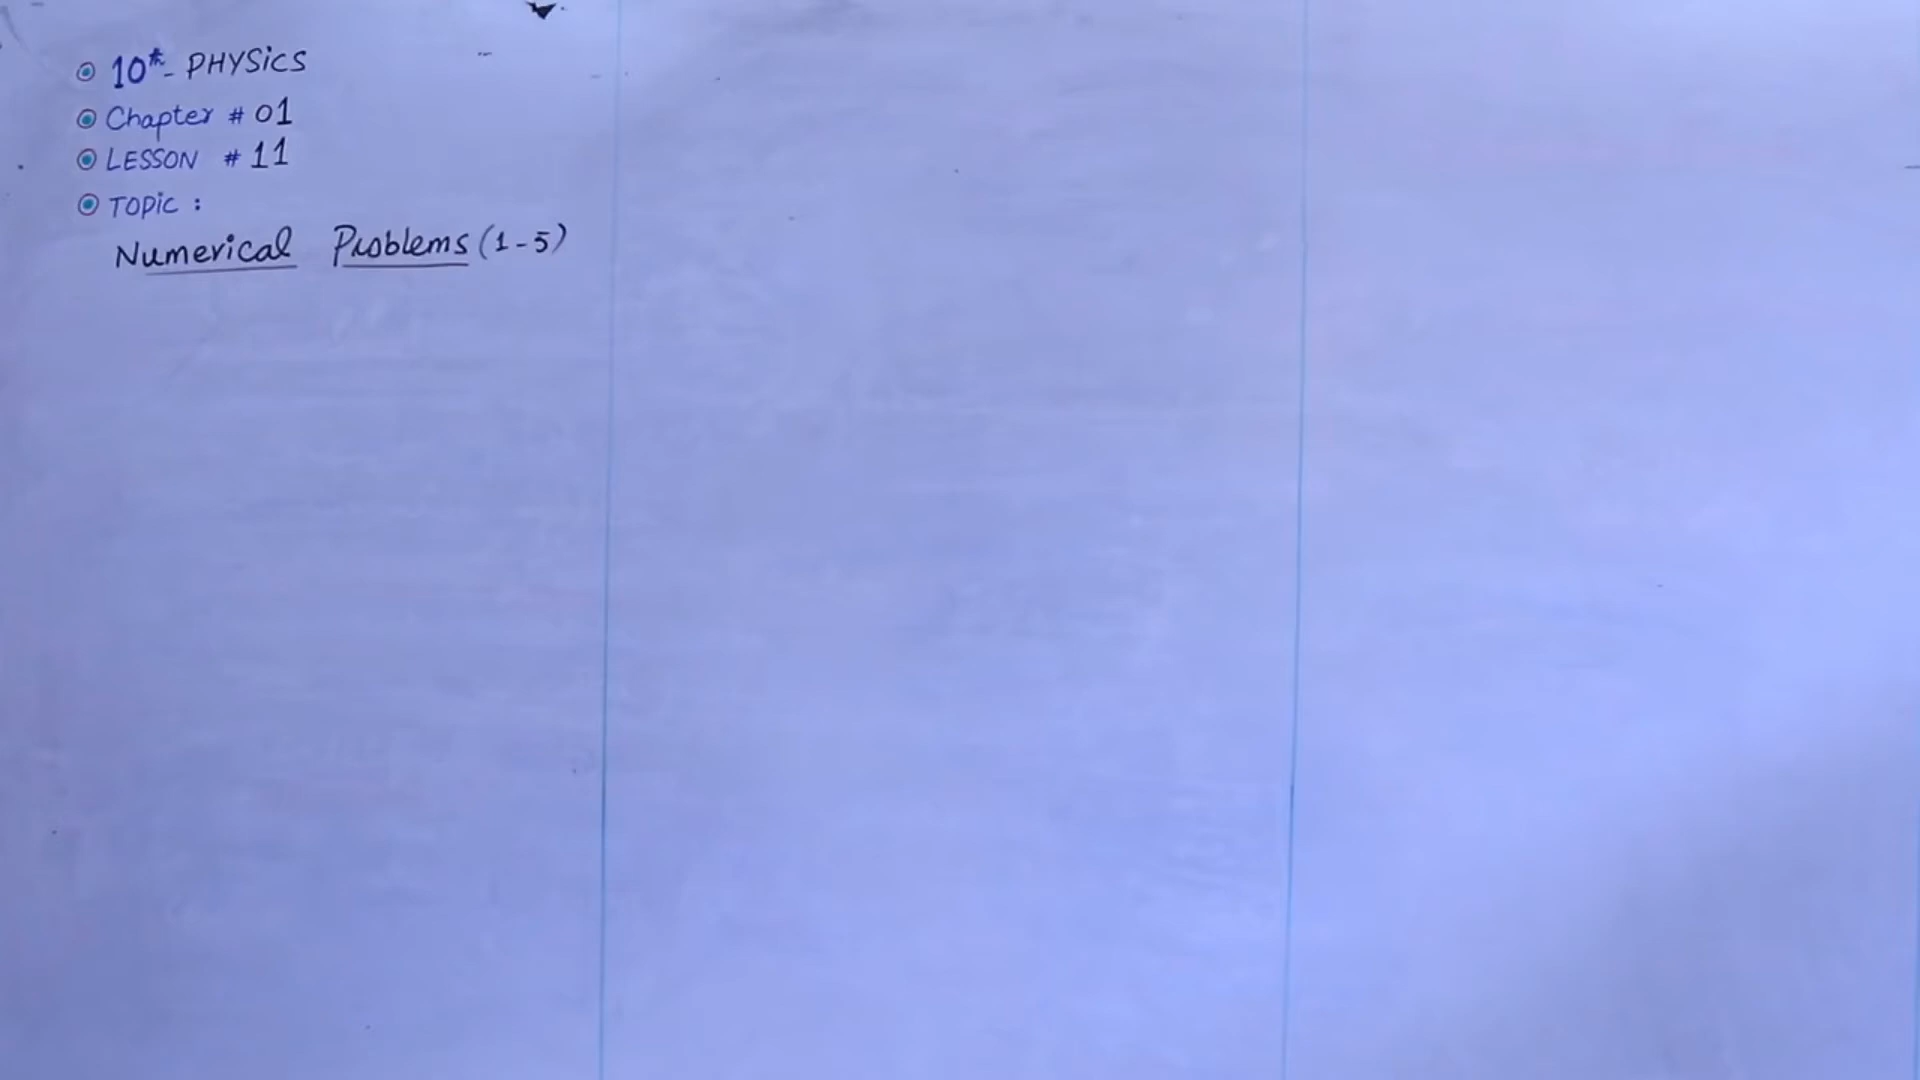 10th- PHYSics
Chapter # 01
LESSON # 11
TOPic :
Numerical Problems (1-5)